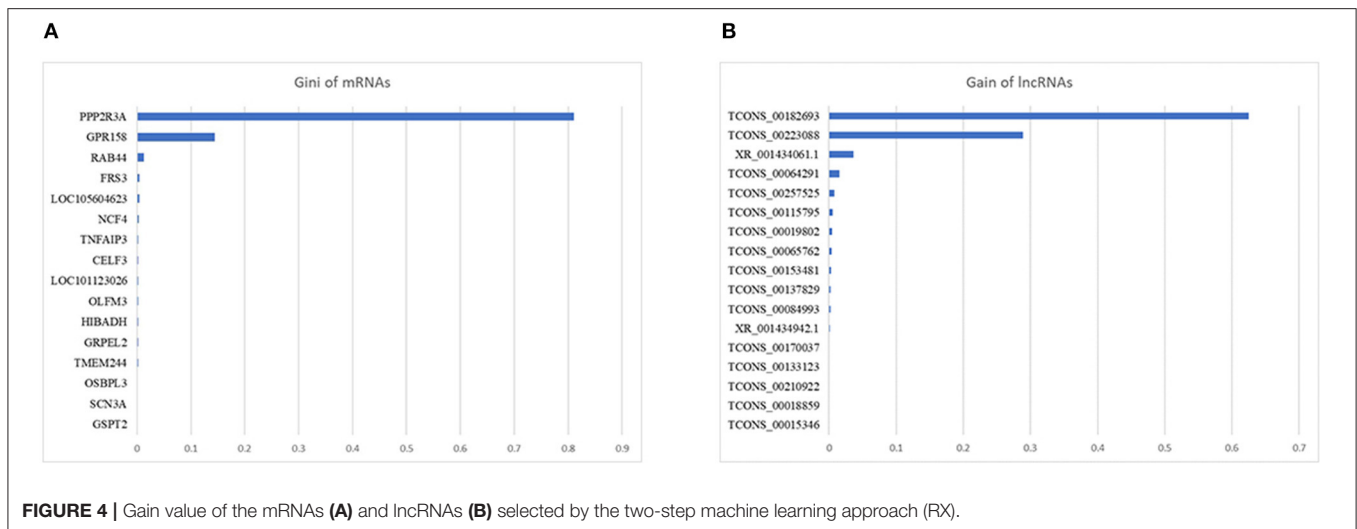 A
Gini of mRNAs
PPP2R3A
GPR158
RAB44
FRS3
LOC105604623
NCF4
TNFAIP3
CELF3
LOC101123026
OLFM3
HIBADH
GRPEL2
TMEM244
OSBPL3
SCN3A
GSPT2
0 0.1 0.2 0.3 0.4 0.5 0.6 0.7 0.8 0.9
B
Gain of lncRNAs
TCONS_00182693
TCONS_00223088
XR_001434061.1
TCONS_00064291
TCONS_00257525
TCONS_00115795
TCONS_00019802
TCONS_00065762
TCONS_00153481
TCONS_00137829
TCONS_00084993
XR_001434942.1
TCONS_00170037
TCONS_00133123
TCONS_00210922
TCONS_00018859
TCONS_00015346
0 0.1 0.2 0.3 0.4 0.5 0.6 0.7
FIGURE 4 | Gain value of the mRNAs (A) and lncRNAs (B) selected by the two-step machine learning approach (RX).